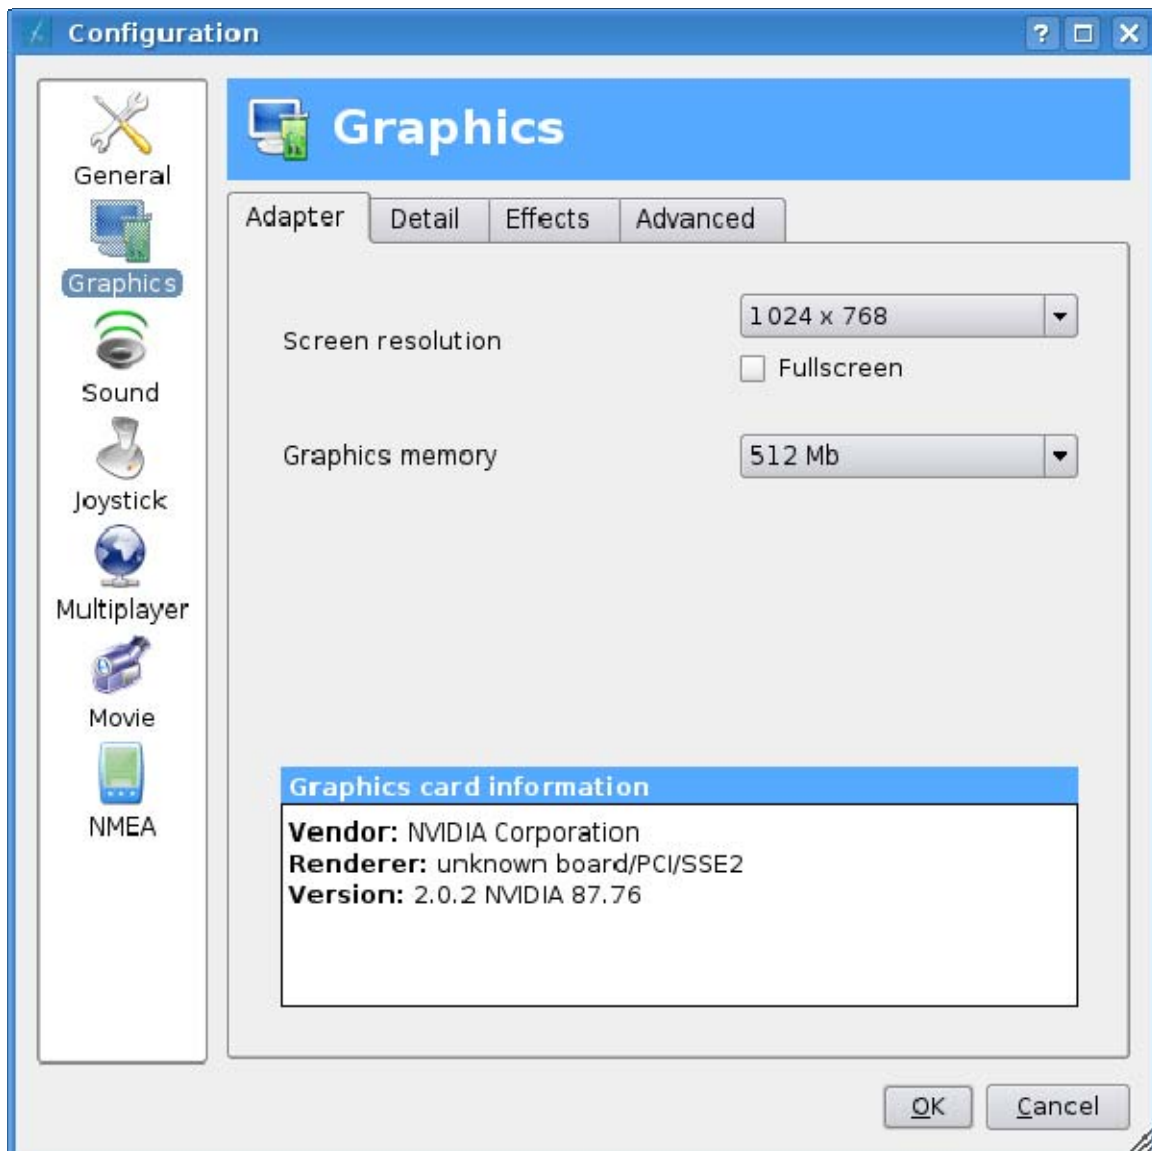 Configuration
General
Graphics
Sound
Joystick
Multiplayer
Movie
NMEA
Graphics
Adapter Detail Effects Advanced
Screen resolution 1024 x 768
Fullscreen
Graphics memory 512 Mb
Graphics card information
Vendor: NVIDIA Corporation
Renderer: unknown board/PCI/SSE2
Version: 2.0.2 NVIDIA 87.76
OK Cancel